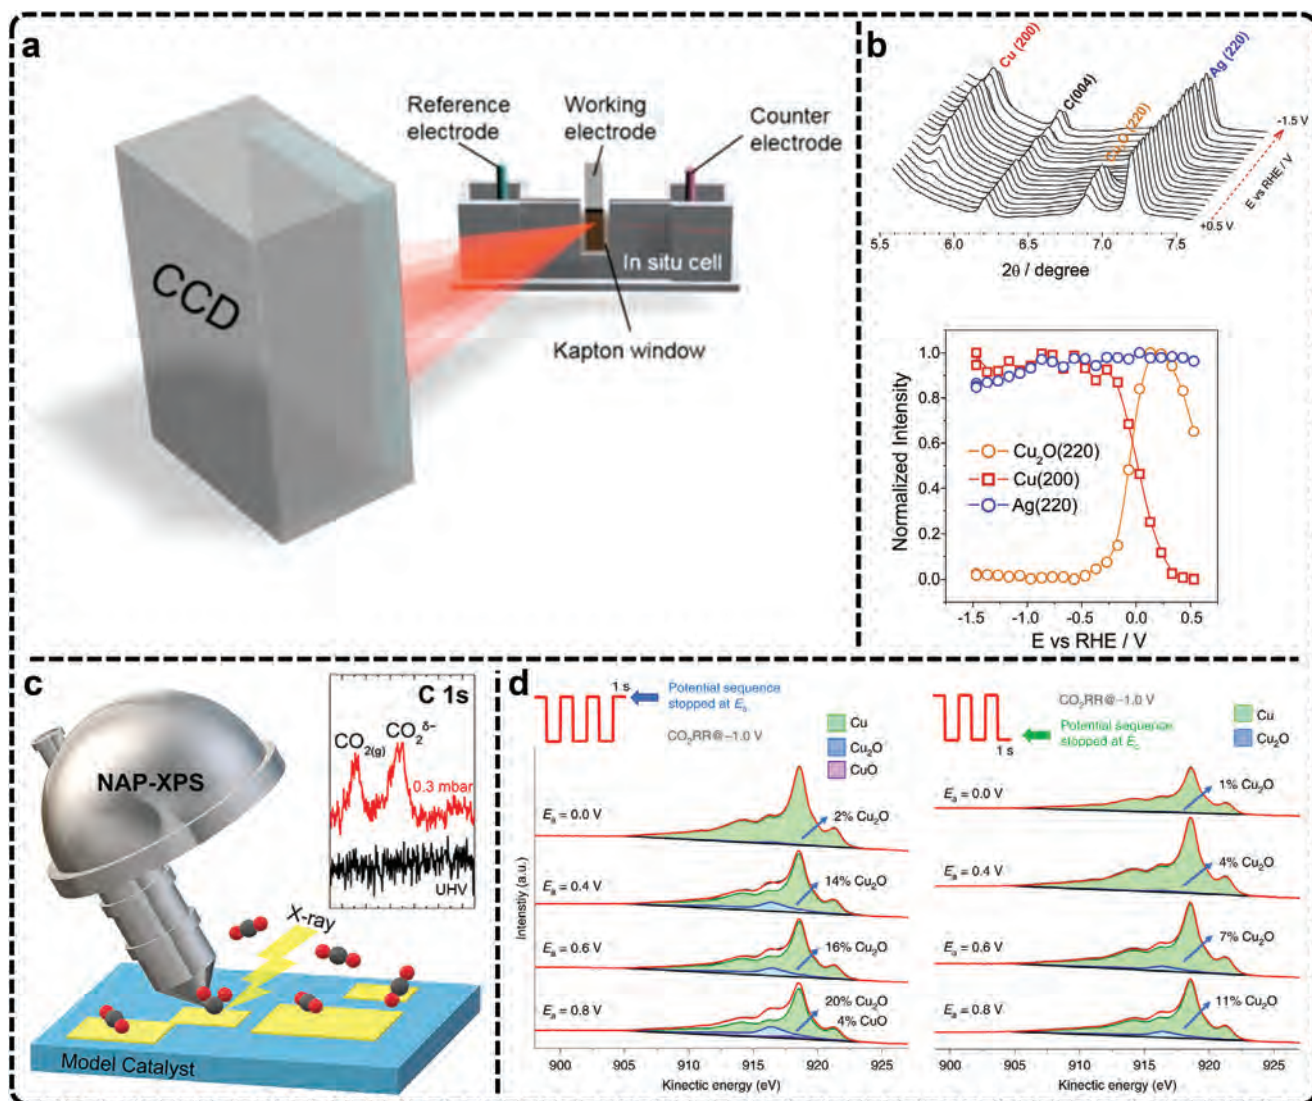 a
Reference
electrode
Working
electrode
Counter
electrode
CCD
In situ cell
Kapton window
b
Cu (200)
C(004)
Cu₂O (220)
Ag (220)
-1.5 V
E vs RHE / V
+0.5 V
5.5 6.0 6.5 7.0 7.5
2θ / degree
1.0
0.8
0.6
0.4
0.2
0.0
Normalized Intensity
Cu₂O(220)
Cu(200)
Ag(220)
-1.5 -1.0 -0.5 0.0 0.5
E vs RHE / V
c
NAP-XPS
C 1s
CO₂(g)
CO₂^δ−
0.3 mbar
UHV
X-ray
Model Catalyst
d
1 s
Potential sequence
stopped at Eₐ
CO₂RR@−1.0 V
Cu
Cu₂O
CuO
Eₐ = 0.0 V
2% Cu₂O
Eₐ = 0.4 V
14% Cu₂O
Eₐ = 0.6 V
16% Cu₂O
Eₐ = 0.8 V
20% Cu₂O
4% CuO
Intenstiy (a.u.)
900 905 910 915 920 925
Kinectic energy (eV)
CO₂RR@−1.0 V
1 s
Potential sequence
stopped at E_c
Cu
Cu₂O
Eₐ = 0.0 V
1% Cu₂O
Eₐ = 0.4 V
4% Cu₂O
Eₐ = 0.6 V
7% Cu₂O
Eₐ = 0.8 V
11% Cu₂O
900 905 910 915 920 925
Kinectic energy (eV)